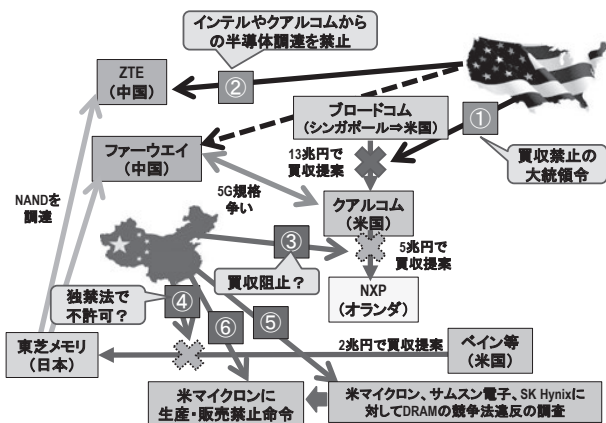 インテルやクアルコムから
の半導体調達を禁止
ZTE
(中国)
②
ブロードコム
(シンガポール⇒米国)
①
ファーウエイ
(中国)
13兆円で
買収提案
買収禁止の
大統領令
NANDを
調達
5G規格
争い
クアルコム
(米国)
③
5兆円で
買収提案
買収阻止?
NXP
(オランダ)
独禁法で
不許可?
④
⑥
⑤
東芝メモリ
(日本)
2兆円で買収提案
ベイン等
(米国)
米マイクロンに
生産・販売禁止命令
米マイクロン、サムスン電子、SK Hynixに
対してDRAMの競争法違反の調査